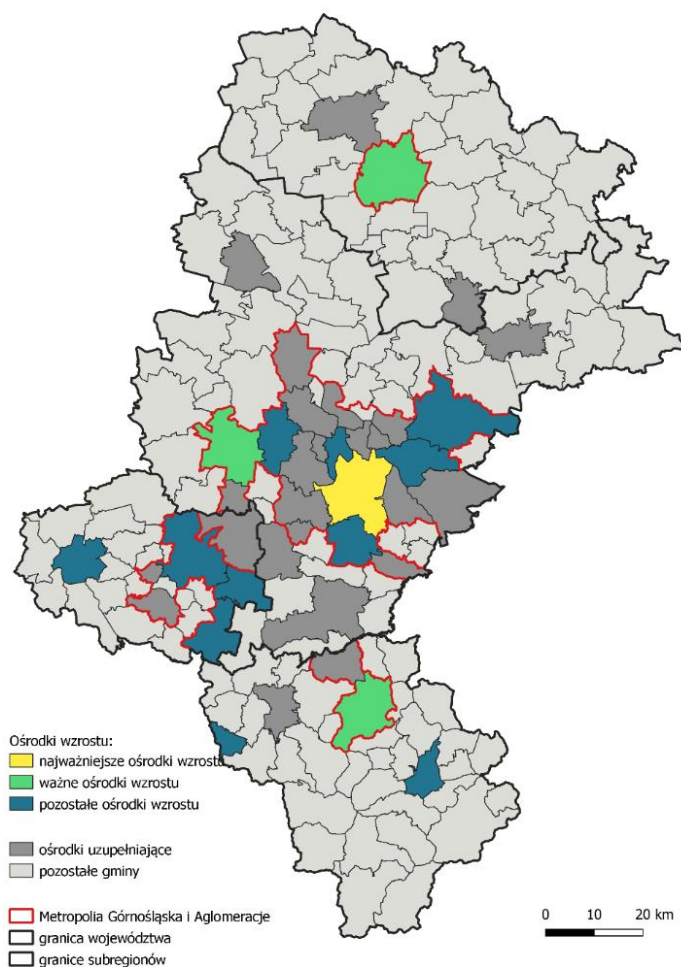 Ośrodki wzrostu:
najważniejsze ośrodki wzrostu
ważne ośrodki wzrostu
pozostałe ośrodki wzrostu
ośrodki uzupełniające
pozostałe gminy
Metropolia Górnośląska i Aglomeracje
granica województwa
granice subregionów
0 10 20 km